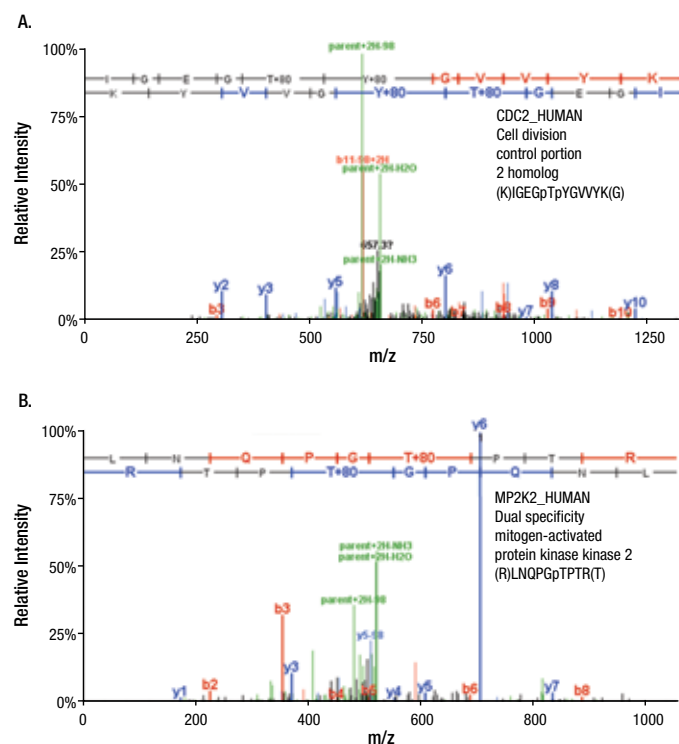 A.
parent+2H-98
100%
I G E G T+80 Y+80 G V V Y K
K Y V V G Y+80 T+80 G E G I
75%
CDC2_HUMAN
Cell division
control portion
2 homolog
(K)IGEGpTpYGVVYK(G)
b11-98+2H
parent+2H-H2O
50%
657.3?
25%
parent+2H-NH3
y2 y3 y5 y6 y8
b3 b6 b8 b9 y7 b10 y10
0%
Relative Intensity
0 250 500 750 1000 1250
m/z
B.
y6
100%
L N Q P G T+80 P T R
R T P T+80 G P Q N L
75%
MP2K2_HUMAN
Dual specificity
mitogen-activated
protein kinase kinase 2
(R)LNQPGpTPTR(T)
parent+2H-NH3
parent+2H-H2O
50%
parent+2H-98
b3
y5-98
25%
y3
y1 b2 b4 b5 y4 y5 b6 y7 b8
0%
Relative Intensity
0 200 400 600 800 1000
m/z